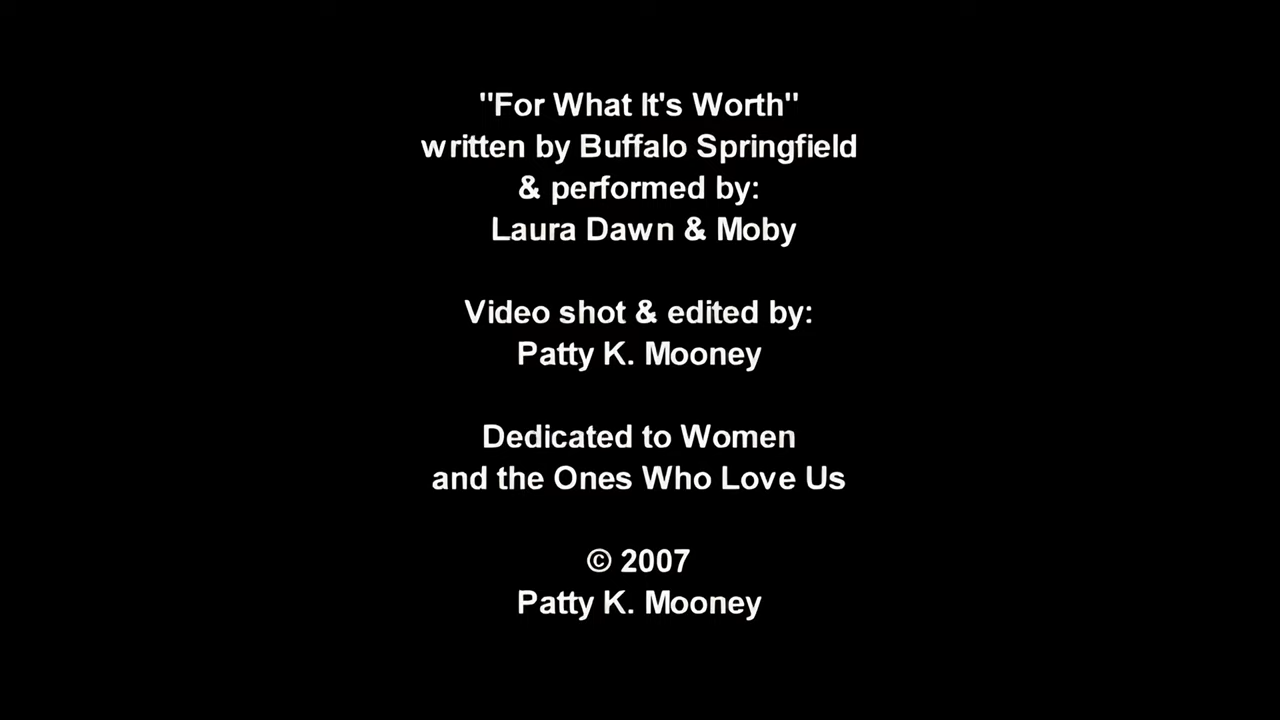 "For What It's Worth"
written by Buffalo Springfield
& performed by:
Laura Dawn & Moby
Video shot & edited by:
Patty K. Mooney
Dedicated to Women
and the Ones Who Love Us
© 2007
Patty K. Mooney